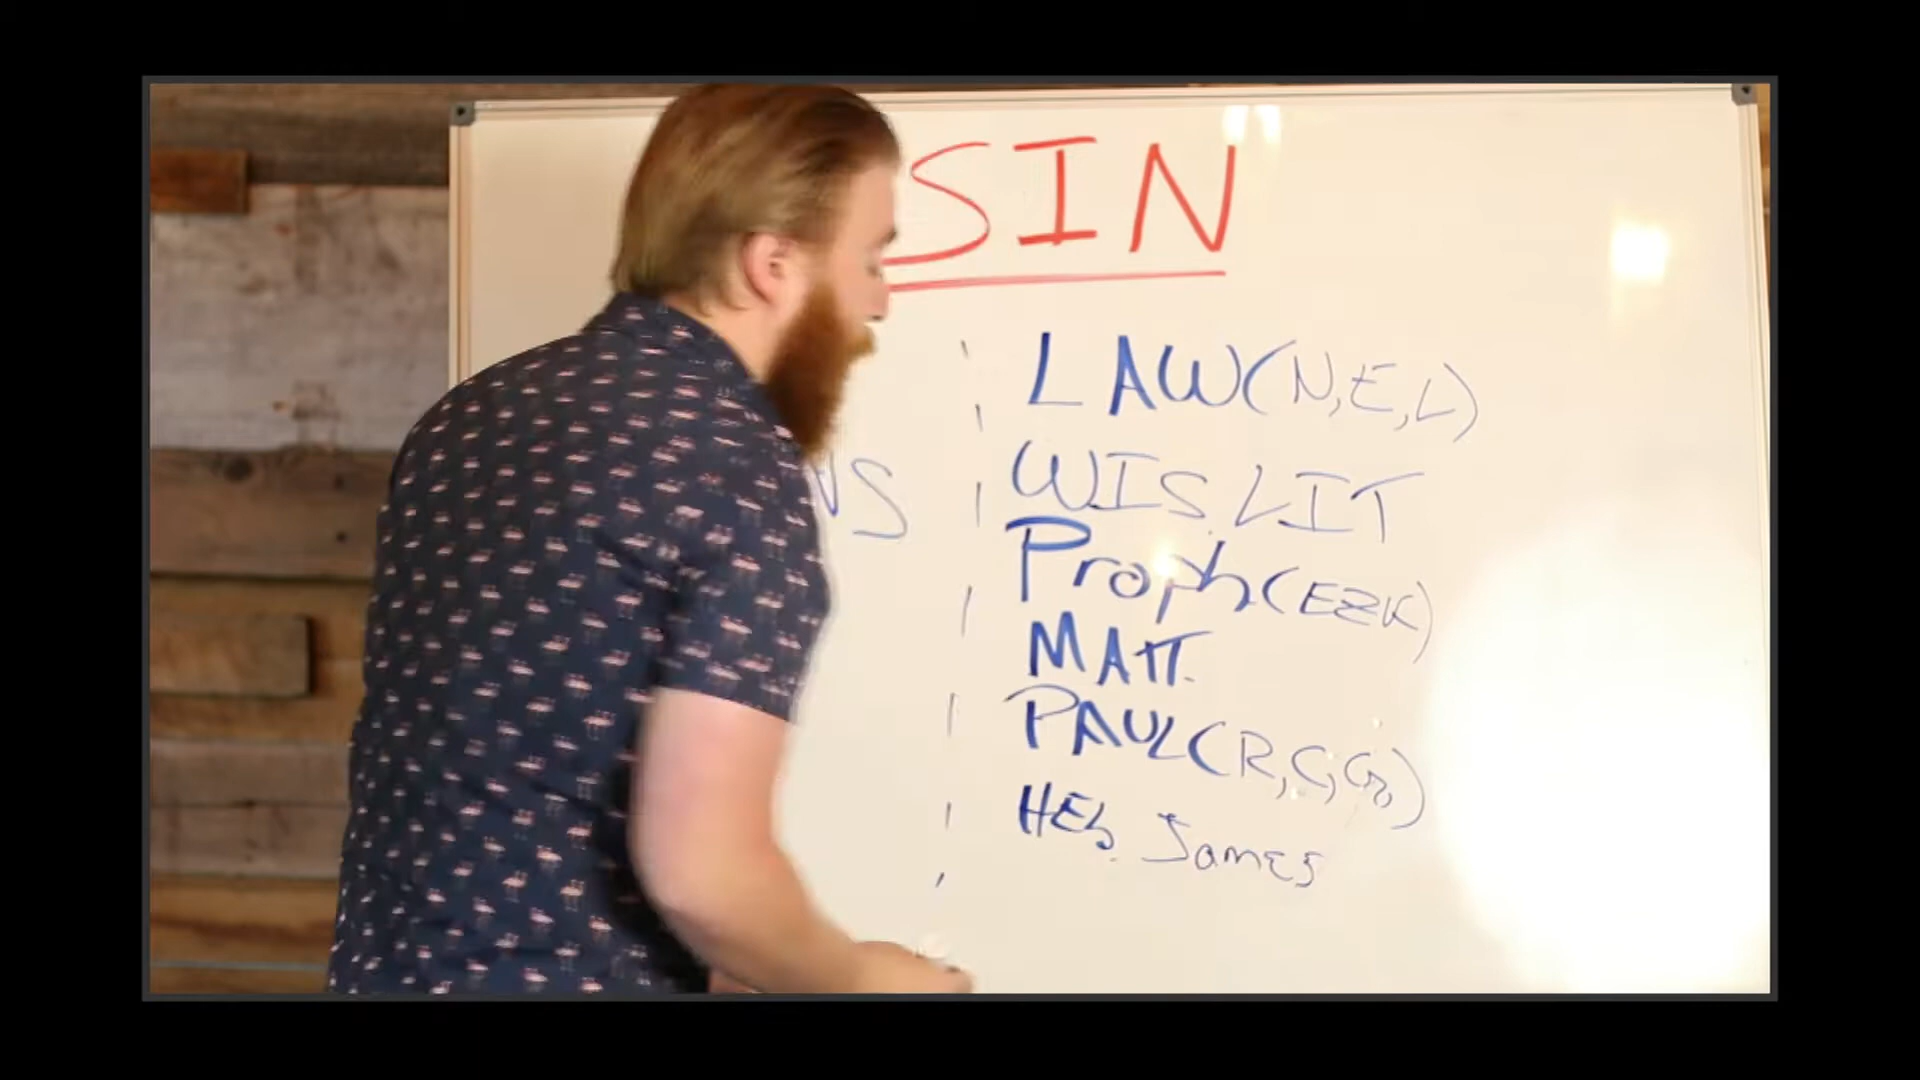 SIN
LAW(N,E,L)
WIS. LIT
Proph(EZK)
MATT.
PAUL(R,C,G,)
HEb. James